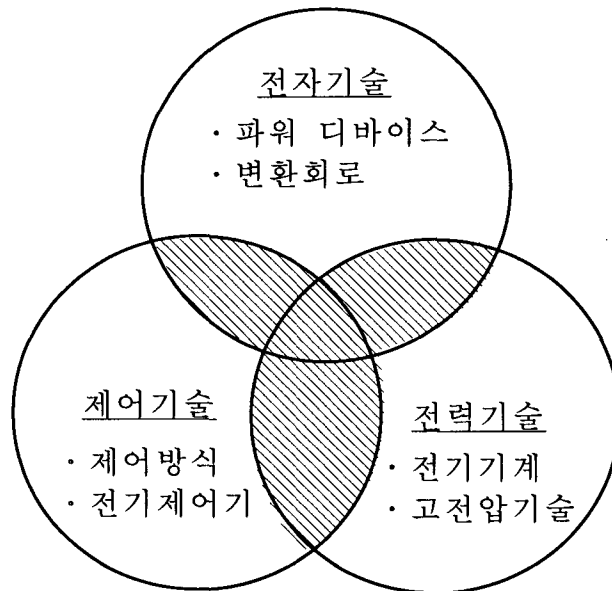 전자기술
· 파워 디바이스
· 변환회로
제어기술
· 제어방식
· 전기제어기
전력기술
· 전기기계
· 고전압기술